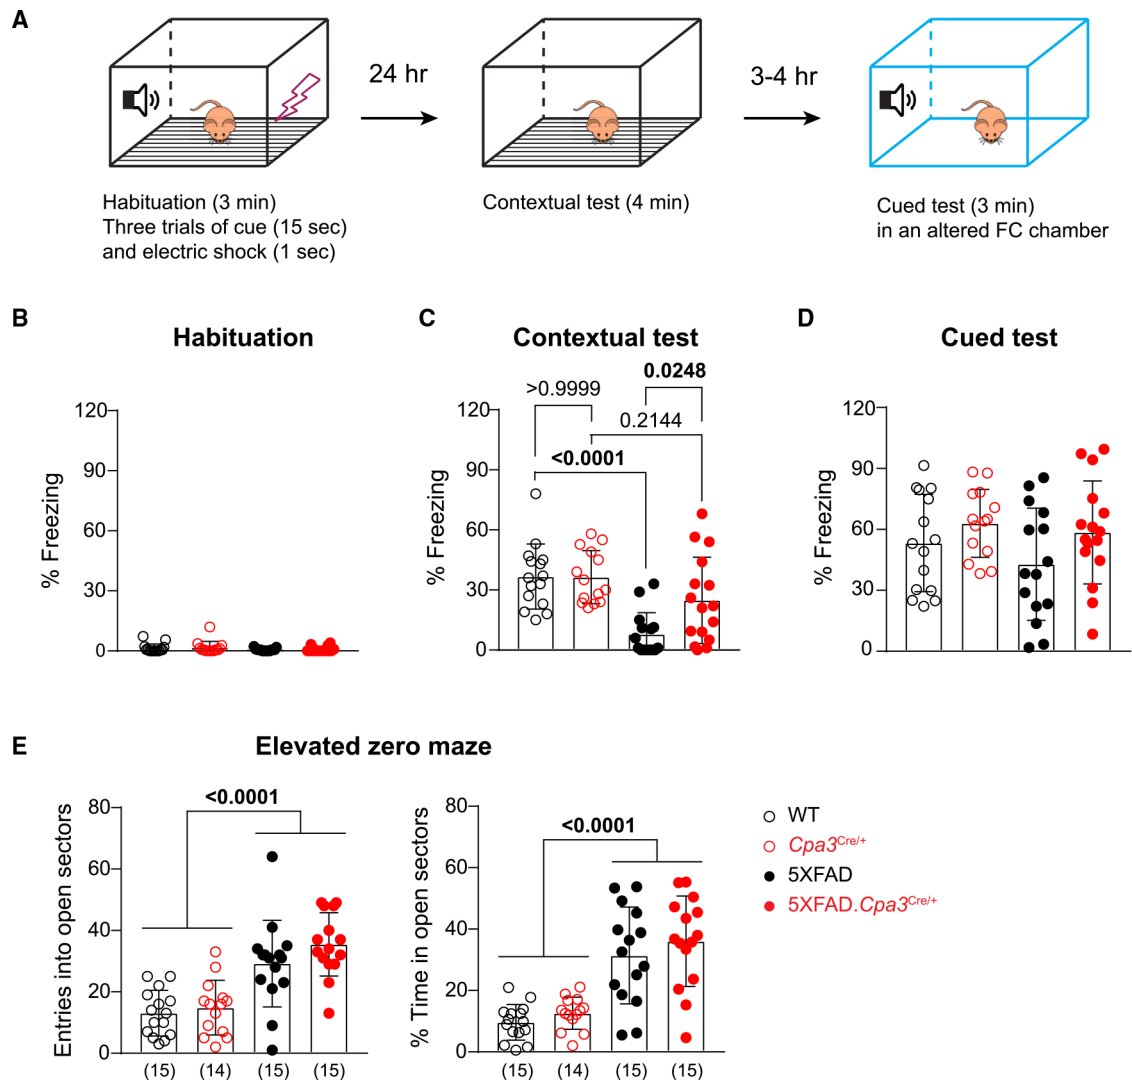 A
24 hr
3-4 hr
Habituation (3 min)
Three trials of cue (15 sec)
and electric shock (1 sec)
Contextual test (4 min)
Cued test (3 min)
in an altered FC chamber
B
Habituation
% Freezing
120
90
60
30
0
C
Contextual test
% Freezing
120
90
60
30
0
>0.9999
0.0248
0.2144
<0.0001
D
Cued test
% Freezing
120
90
60
30
0
E
Elevated zero maze
Entries into open sectors
80
60
40
20
0
<0.0001
(15)
(14)
(15)
(15)
% Time in open sectors
80
60
40
20
0
<0.0001
(15)
(14)
(15)
(15)
WT
Cpa3Cre/+
5XFAD
5XFAD.Cpa3Cre/+